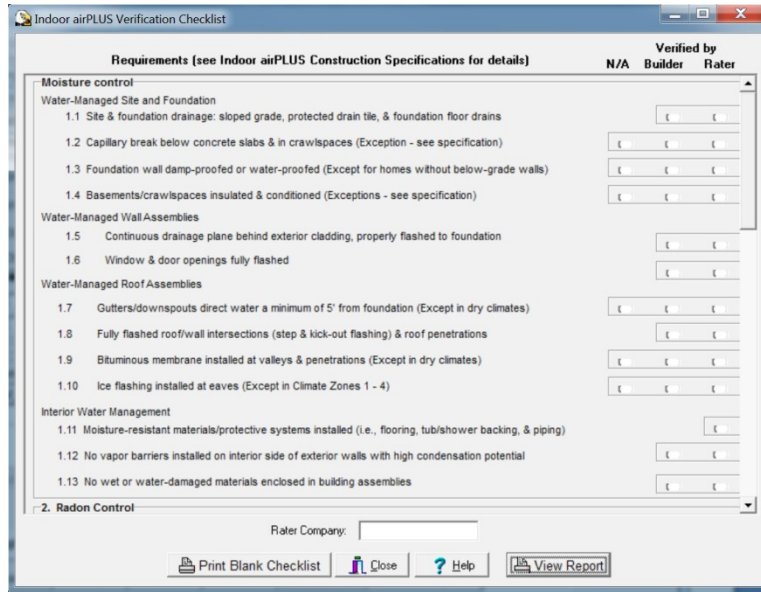 Indoor airPLUS Verification Checklist
Verified by
Requirements (see Indoor airPLUS Construction Specifications for details) N/A Builder Rater
Moisture control
Water-Managed Site and Foundation
1.1 Site & foundation drainage: sloped grade, protected drain tile, & foundation floor drains
1.2 Capillary break below concrete slabs & in crawlspaces (Exception - see specification)
1.3 Foundation wall damp-proofed or water-proofed (Except for homes without below-grade walls)
1.4 Basements/crawlspaces insulated & conditioned (Exceptions - see specification)
Water-Managed Wall Assemblies
1.5 Continuous drainage plane behind exterior cladding, properly flashed to foundation
1.6 Window & door openings fully flashed
Water-Managed Roof Assemblies
1.7 Gutters/downspouts direct water a minimum of 5' from foundation (Except in dry climates)
1.8 Fully flashed roof/wall intersections (step & kick-out flashing) & roof penetrations
1.9 Bituminous membrane installed at valleys & penetrations (Except in dry climates)
1.10 Ice flashing installed at eaves (Except in Climate Zones 1 - 4)
Interior Water Management
1.11 Moisture-resistant materials/protective systems installed (i.e., flooring, tub/shower backing, & piping)
1.12 No vapor barriers installed on interior side of exterior walls with high condensation potential
1.13 No wet or water-damaged materials enclosed in building assemblies
2. Radon Control
Rater Company:
Print Blank Checklist Close Help View Report